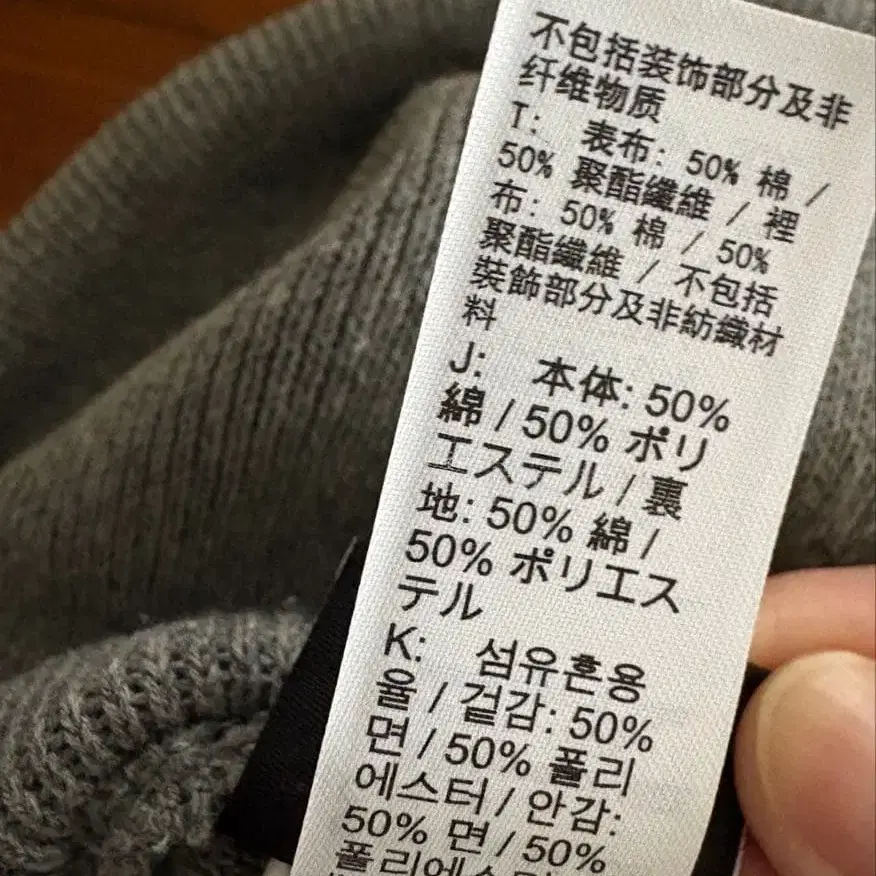 不包括装饰部分及非
纤维物质
T: 表布: 50% 棉 /
50% 聚酯纖維 / 裡
布: 50% 棉 / 50%
聚酯纖維 / 不包括
裝飾部分及非紡織材
料
J: 本体: 50%
綿 / 50% ポリ
エステル / 裏
地: 50% 綿 /
50% ポリエス
テル
K: 섬유혼용
율 / 겉감: 50%
면 / 50% 폴리
에스터 / 안감:
50% 면 / 50%
폴리에스